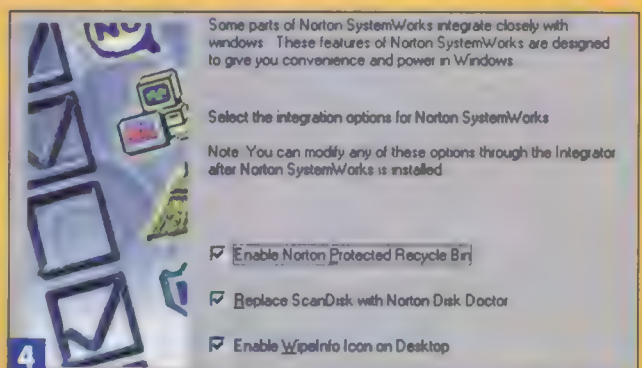 NU
Some parts of Norton SystemWorks integrate closely with
windows. These features of Norton SystemWorks are designed
to give you convenience and power in Windows
Select the integration options for Norton SystemWorks
Note You can modify any of these options through the Integrator
after Norton SystemWorks is installed
Enable Norton Protected Recycle Bin
Replace ScanDisk with Norton Disk Doctor
Enable WipeInfo Icon on Desktop
4